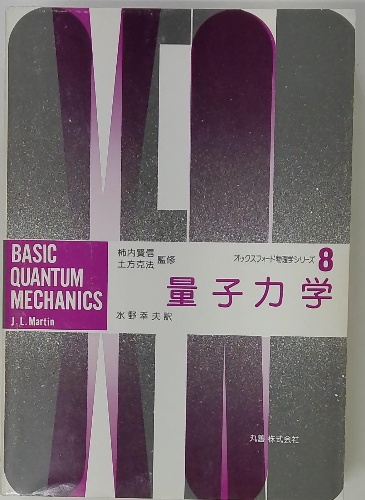 BASIC
QUANTUM
MECHANICS
J. L. Martin
柿内賢信
土方克法
監修
オックスフォード物理学シリーズ 8
量子力学
水野幸夫訳
丸善株式会社